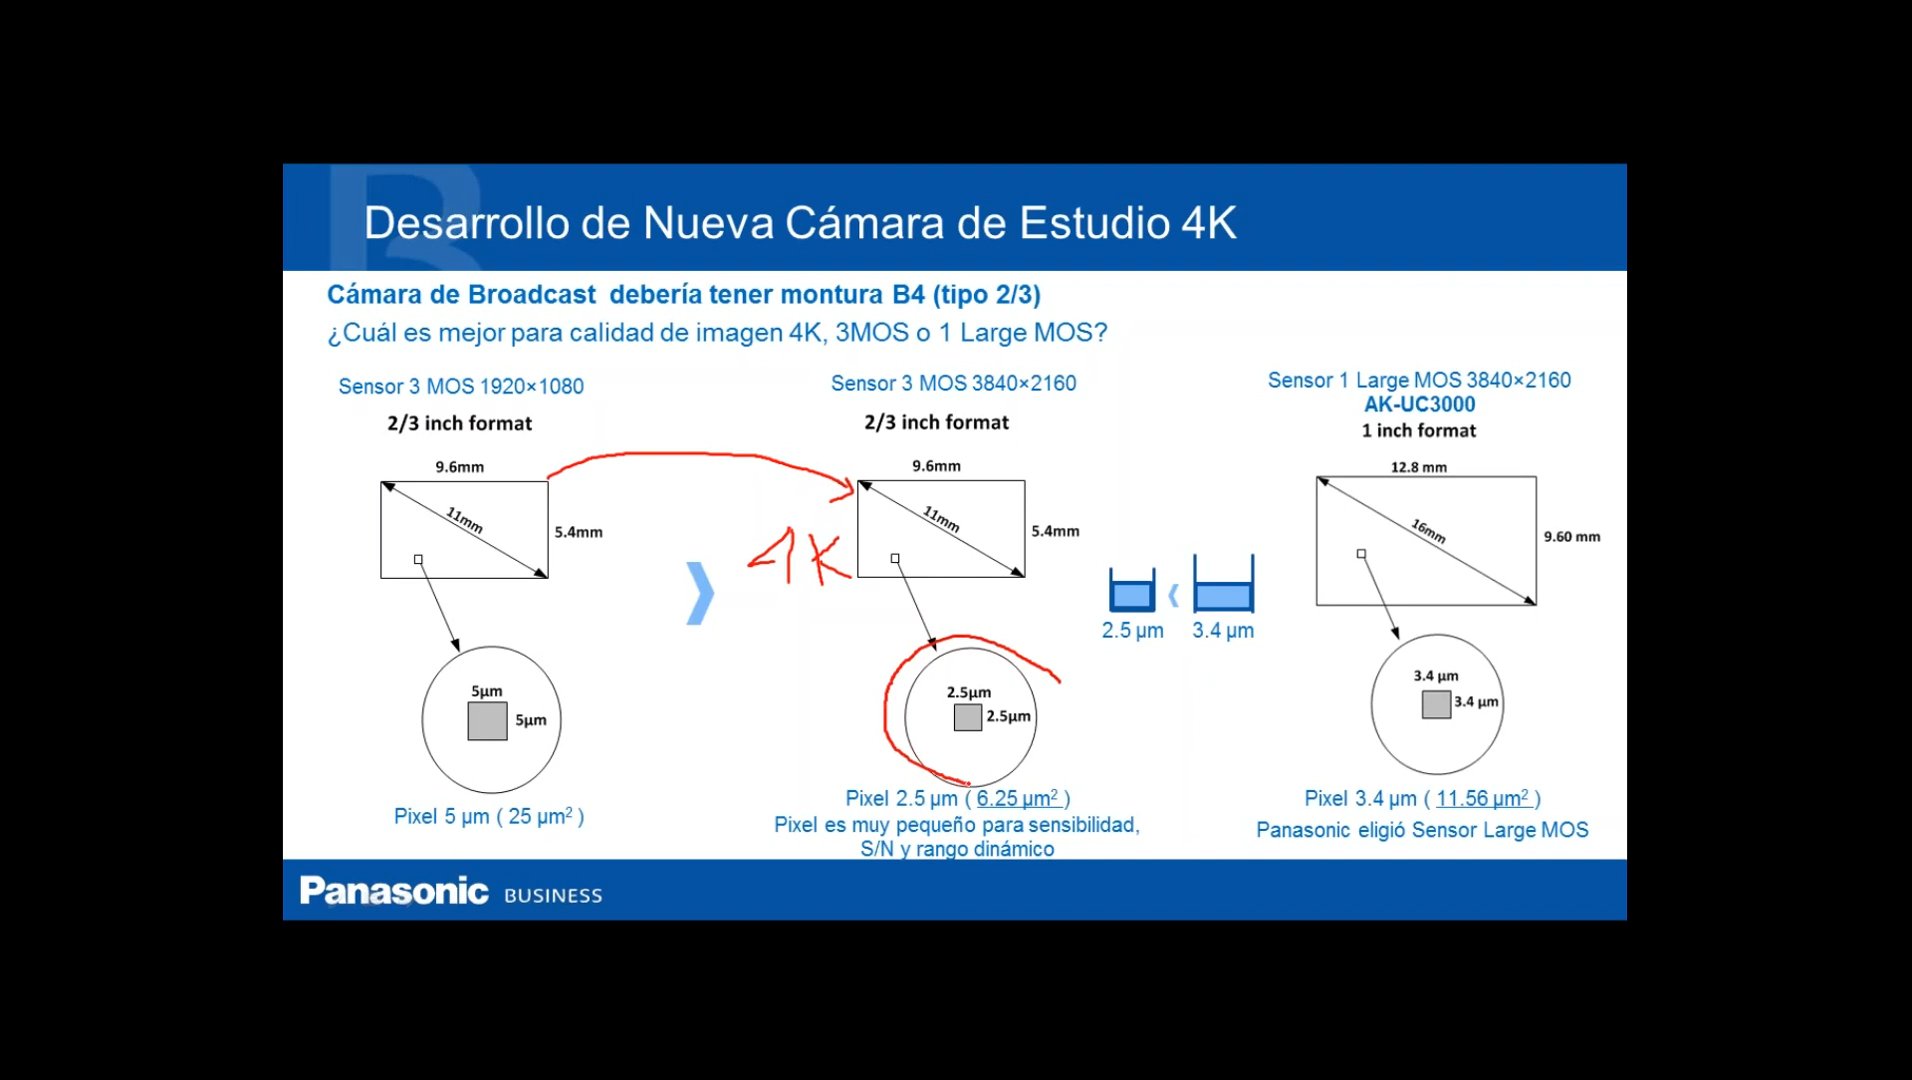 Desarrollo de Nueva Cámara de Estudio 4K
Cámara de Broadcast debería tener montura B4 (tipo 2/3)
¿Cuál es mejor para calidad de imagen 4K, 3MOS o 1 Large MOS?
Sensor 3 MOS 1920×1080
2/3 inch format
9.6mm
11mm
5.4mm
5µm
5µm
Pixel 5 µm ( 25 µm² )
4K
Sensor 3 MOS 3840×2160
2/3 inch format
9.6mm
11mm
5.4mm
2.5µm
2.5µm
Pixel 2.5 µm ( 6.25 µm² )
Pixel es muy pequeño para sensibilidad,
S/N y rango dinámico
2.5 µm
3.4 µm
Sensor 1 Large MOS 3840×2160
AK-UC3000
1 inch format
12.8 mm
16mm
9.60 mm
3.4 µm
3.4 µm
Pixel 3.4 µm ( 11.56 µm² )
Panasonic eligió Sensor Large MOS
Panasonic BUSINESS